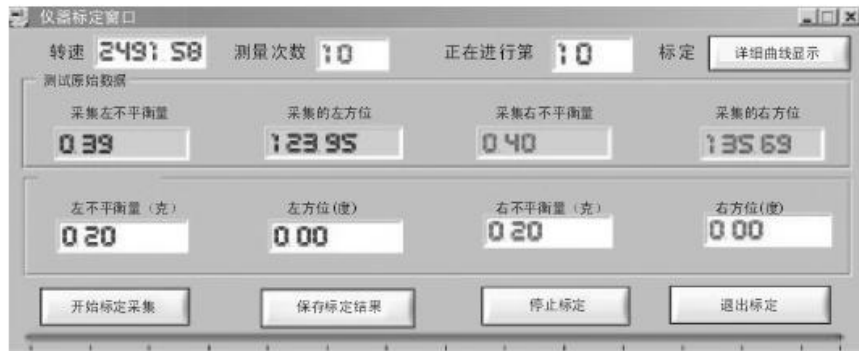 仪器标定窗口
转速 2491.58 测量次数 10 正在进行第 10 标定 详细曲线显示
测试原始数据
采集左不平衡量 采集的左方位 采集右不平衡量 采集的右方位
0.39 123.95 0.40 135.69
左不平衡量（克） 左方位(度) 右不平衡量（克） 右方位(度)
0.20 0.00 0.20 0.00
开始标定采集 保存标定结果 停止标定 退出标定